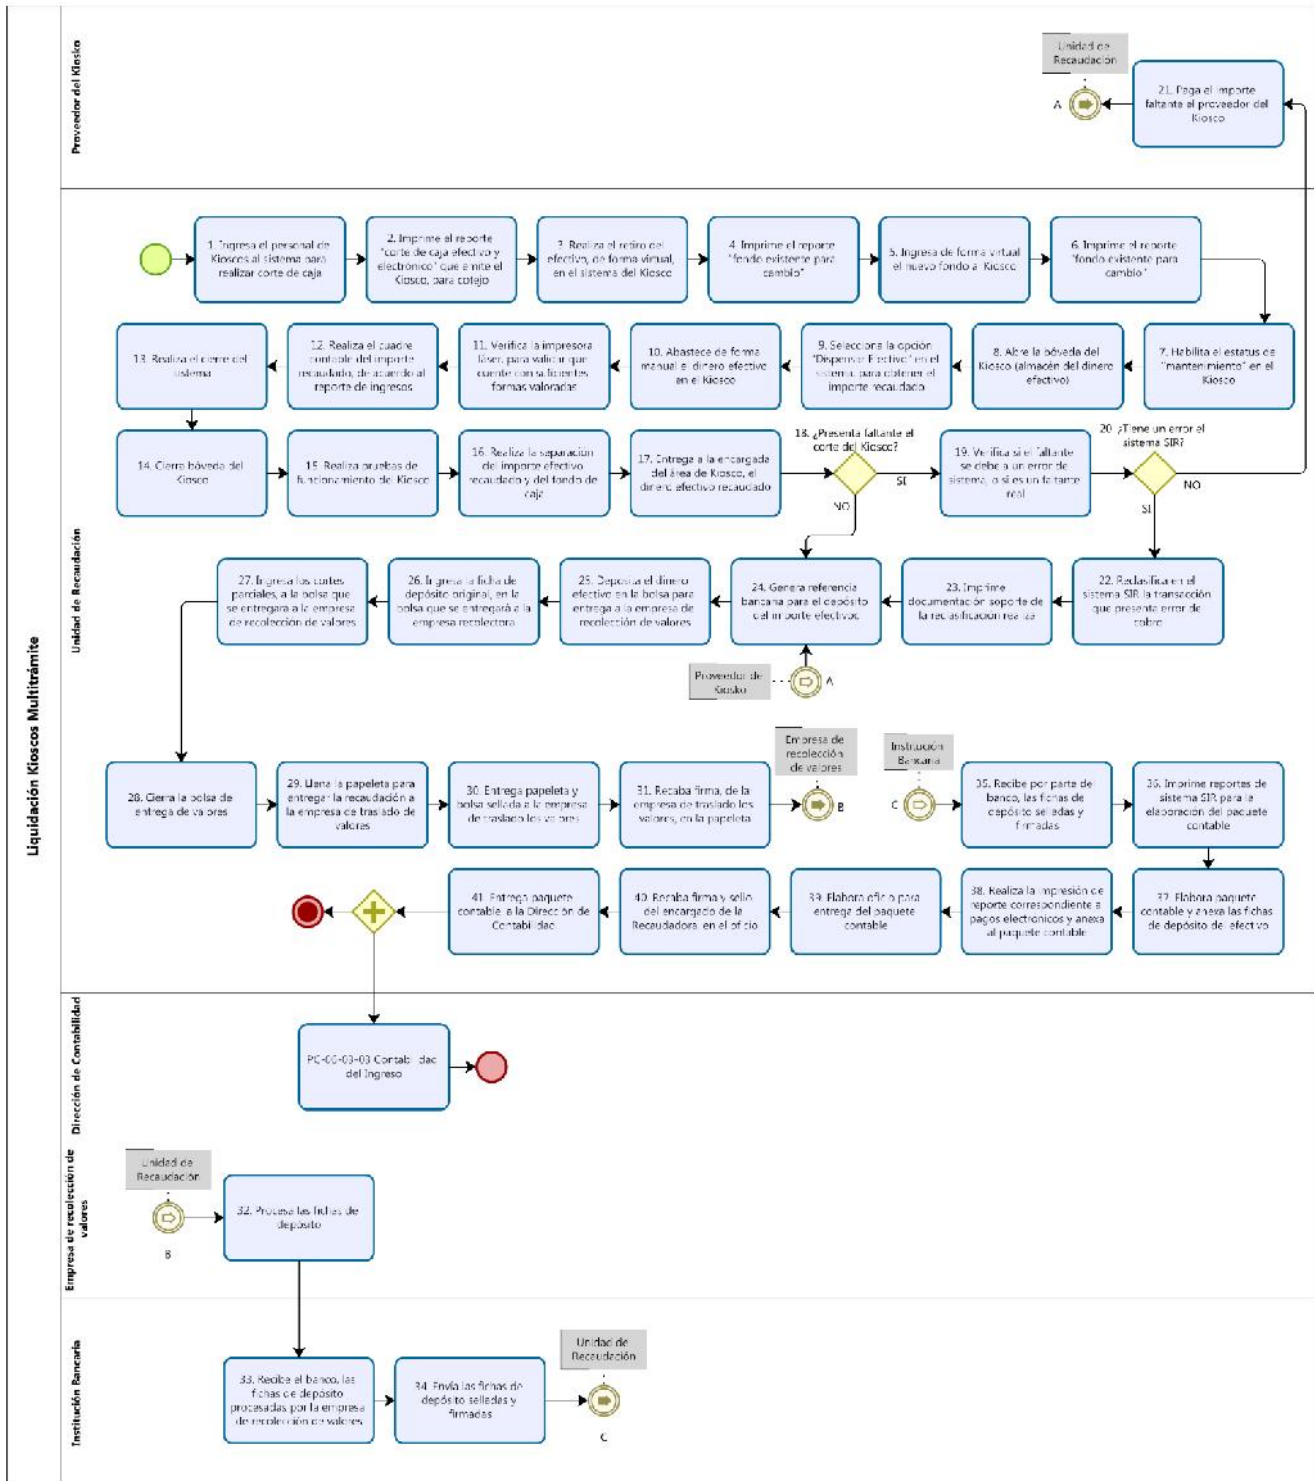 Liquidación Kioscos Multitrámite
Proveedor del Kiosko
Unidad de
Recaudación
A
21. Paga el importe
faltante el proveedor del
Kiosco
Unidad de Recaudación
1. Ingresa el personal de
Kioscos al sistema para
realizar corte de caja
2. Imprime el reporte
"corte de caja efectivo y
electrónico" que emite el
Kiosco, para cotejo
3. Realiza el retiro del
efectivo, de forma virtual,
en el sistema del Kiosco
4. Imprime el reporte
"fondo existente para
cambio"
5. Ingresa de forma virtual
el nuevo fondo al Kiosco
6. Imprime el reporte
"fondo existente para
cambio"
13. Realiza el cierre del
sistema
12. Realiza el cuadre
contable del importe
recaudado, de acuerdo al
reporte de ingresos
11. Verifica la impresora
láser, para validar que
cuente con suficientes
formas valoradas
10. Abastece de forma
manual el dinero efectivo
en el Kiosco
9. Selecciona la opción
"Dispensar Efectivo" en el
sistema, para obtener el
importe recaudado
8. Abre la bóveda del
Kiosco (almacén del dinero
efectivo)
7. Habilita el estatus de
"mantenimiento" en el
Kiosco
14. Cierra bóveda del
Kiosco
15. Realiza pruebas de
funcionamiento del Kiosco
16. Realiza la separación
del importe efectivo
recaudado y del fondo de
caja
17. Entrega a la encargada
del área de Kiosco, el
dinero efectivo recaudado
18. ¿Presenta faltante el
corte del Kiosco?
SI
NO
19. Verifica si el faltante
se debe a un error de
sistema, o si es un faltante
real
20. ¿Tiene un error el
sistema SIR?
NO
SI
27. Ingresa los cortes
parciales, a la bolsa que
se entregará a la empresa
de recolección de valores
26. Ingresa la ficha de
depósito original, en la
bolsa que se entregará a la
empresa recolectora
25. Deposita el dinero
efectivo en la bolsa para
entrega a la empresa de
recolección de valores
24. Genera referencia
bancaria para el depósito
del importe efectivo
23. Imprime
documentación soporte de
la reclasificación realiza
22. Reclasifica en el
sistema SIR la transacción
que presenta error de
cobro
Proveedor de
Kiosko
A
28. Cierra la bolsa de
entrega de valores
29. Llena la papeleta para
entregar la recaudación a
la empresa de traslado de
valores
30. Entrega papeleta y
bolsa sellada a la empresa
de traslado los valores
31. Recaba firma, de la
empresa de traslado los
valores, en la papeleta
Empresa de
recolección
de valores
B
Institución
Bancaria
C
35. Recibe por parte de
banco, las fichas de
depósito selladas y
firmadas
36. Imprime reportes de
sistema SIR para la
elaboración del paquete
contable
41. Entrega paquete
contable, a la Dirección de
Contabilidad
40. Recaba firma y sello
del encargado de la
Recaudadora, en el oficio
39. Elabora oficio para
entrega del paquete
contable
38. Realiza la impresión de
reporte correspondiente a
pagos electrónicos y anexa
al paquete contable
37. Elabora paquete
contable y anexa las fichas
de depósito del efectivo
Dirección de Contabilidad
Contabilidad
del Ingreso
Empresa de recolección de
valores
Unidad de
Recaudación
B
32. Procesa las fichas de
depósito
Institución Bancaria
33. Recibe el banco, las
fichas de depósito
procesadas por la empresa
de recolección de valores
34. Envía las fichas de
depósito selladas y
firmadas
Unidad de
Recaudación
C